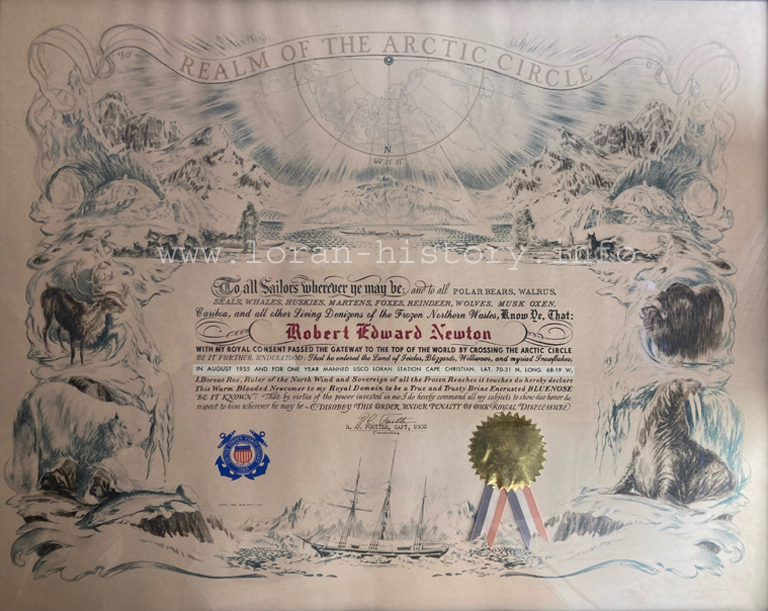 REALM OF THE ARCTIC CIRCLE
N
www.loran-history.info
To all Sailors wherever ye may be: and to all POLAR BEARS, WALRUS,
SEALS, WHALES, HUSKIES, MARTENS, FOXES, REINDEER, WOLVES, MUSK OXEN,
Caribou, and all other Living Denizens of the Frozen Northern Wastes, Know Ye, That:
Robert Edward Newton
WITH MY ROYAL CONSENT PASSED THE GATEWAY TO THE TOP OF THE WORLD BY CROSSING THE ARCTIC CIRCLE
BE IT FURTHER UNDERSTOOD: That he entered the Land of Icicles, Blizzards, Williwaws, and myriad Snowflakes,
IN AUGUST 1955 AND FOR ONE YEAR MANNED USCG LORAN STATION CAPE CHRISTIAN, LAT. 70-31 N, LONG. 68-19 W,
I, Boreas Rex, Ruler of the North Wind and Sovereign of all the Frozen Reaches it touches do hereby declare
This Warm Blooded Newcomer to my Royal Domain to be a True and Trusty Brine Encrusted BLUENOSE
BE IT KNOWN: That by virtue of the power invested in me I do hereby command all my subjects to show due honor &
respect to him wherever he may be – (DISOBEY THIS ORDER UNDER PENALTY OF OUR ROYAL DISPLEASURE)
CAPT, USCG